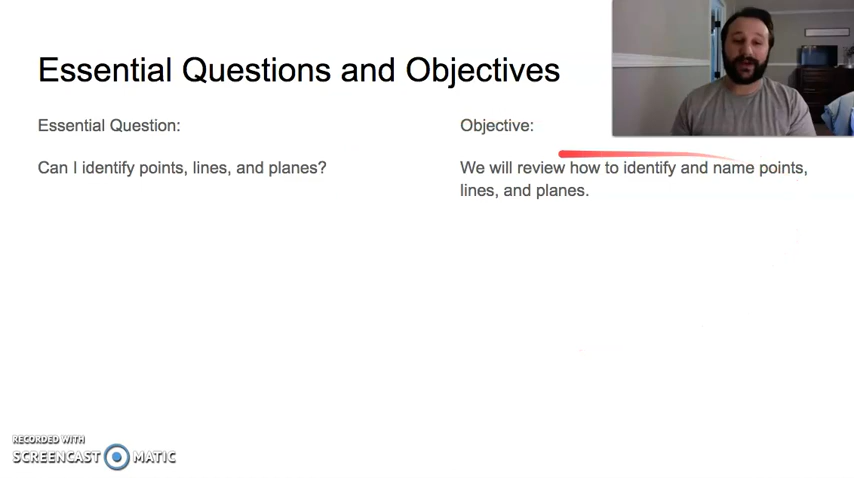 Essential Questions and Objectives
Essential Question:
Can I identify points, lines, and planes?
Objective:
We will review how to identify and name points,
lines, and planes.
RECORDED WITH
SCREENCAST MATIC